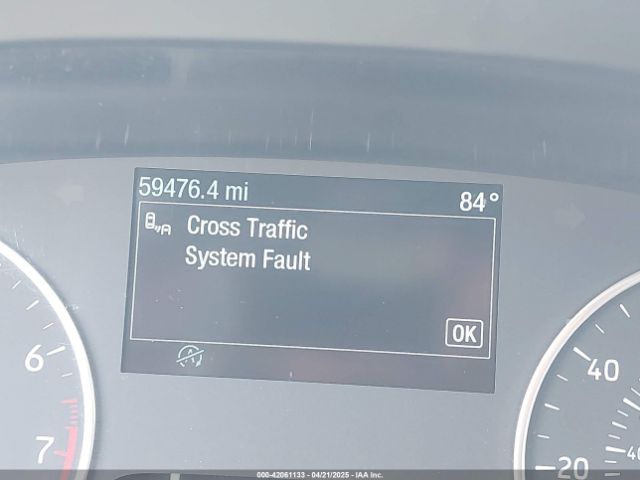 59476.4 mi 84°
Cross Traffic
System Fault
OK
6
7
40
20
40
000-42061133 - 04/21/2025 - IAA Inc.